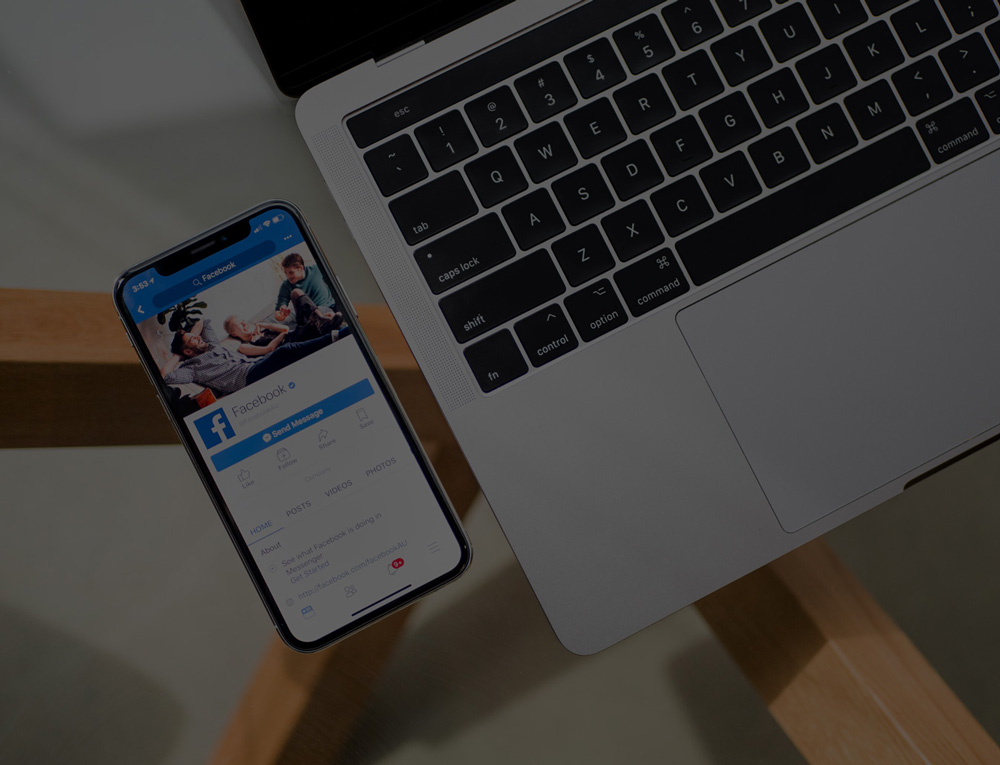 3:53
Facebook
Facebook
Send Message
Like
Follow
Share
Save
HOME
POSTS
VIDEOS
PHOTOS
About
See what Facebook is doing in
Messenger
Get Started
http://facebook.com/facebookAU
9+
esc
~
`
!
1
@
2
#
3
$
4
%
5
^
6
7
tab
Q
W
E
R
T
Y
U
I
caps lock
A
S
D
F
G
H
J
K
L
;
shift
Z
X
C
V
B
N
M
<
,
>
.
fn
control
option
⌘
command
⌘
command